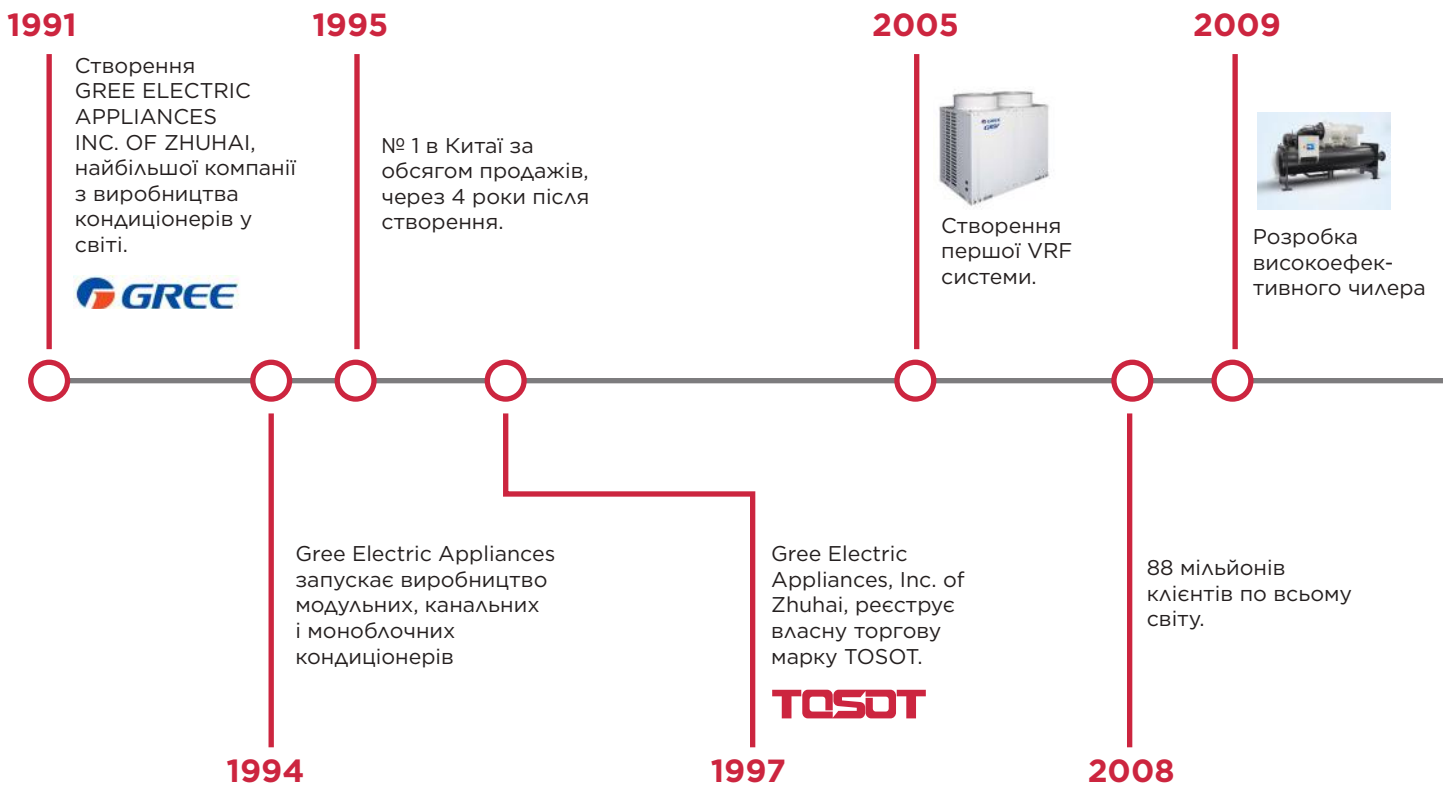 1991
1995
2005
2009
Створення
GREE ELECTRIC
APPLIANCES
INC. OF ZHUHAI,
найбільшої компанії
з виробництва
кондиціонерів у
світі.
GREE
№ 1 в Китаї за
обсягом продажів,
через 4 роки після
створення.
GREE
Створення
першої VRF
системи.
Розробка
високоефек-
тивного чилера
Gree Electric Appliances
запускає виробництво
модульних, канальних
і моноблочних
кондиціонерів
Gree Electric
Appliances, Inc. of
Zhuhai, реєструє
власну торгову
марку TOSOT.
TOSOT
88 мільйонів
клієнтів по всьому
світу.
1994
1997
2008